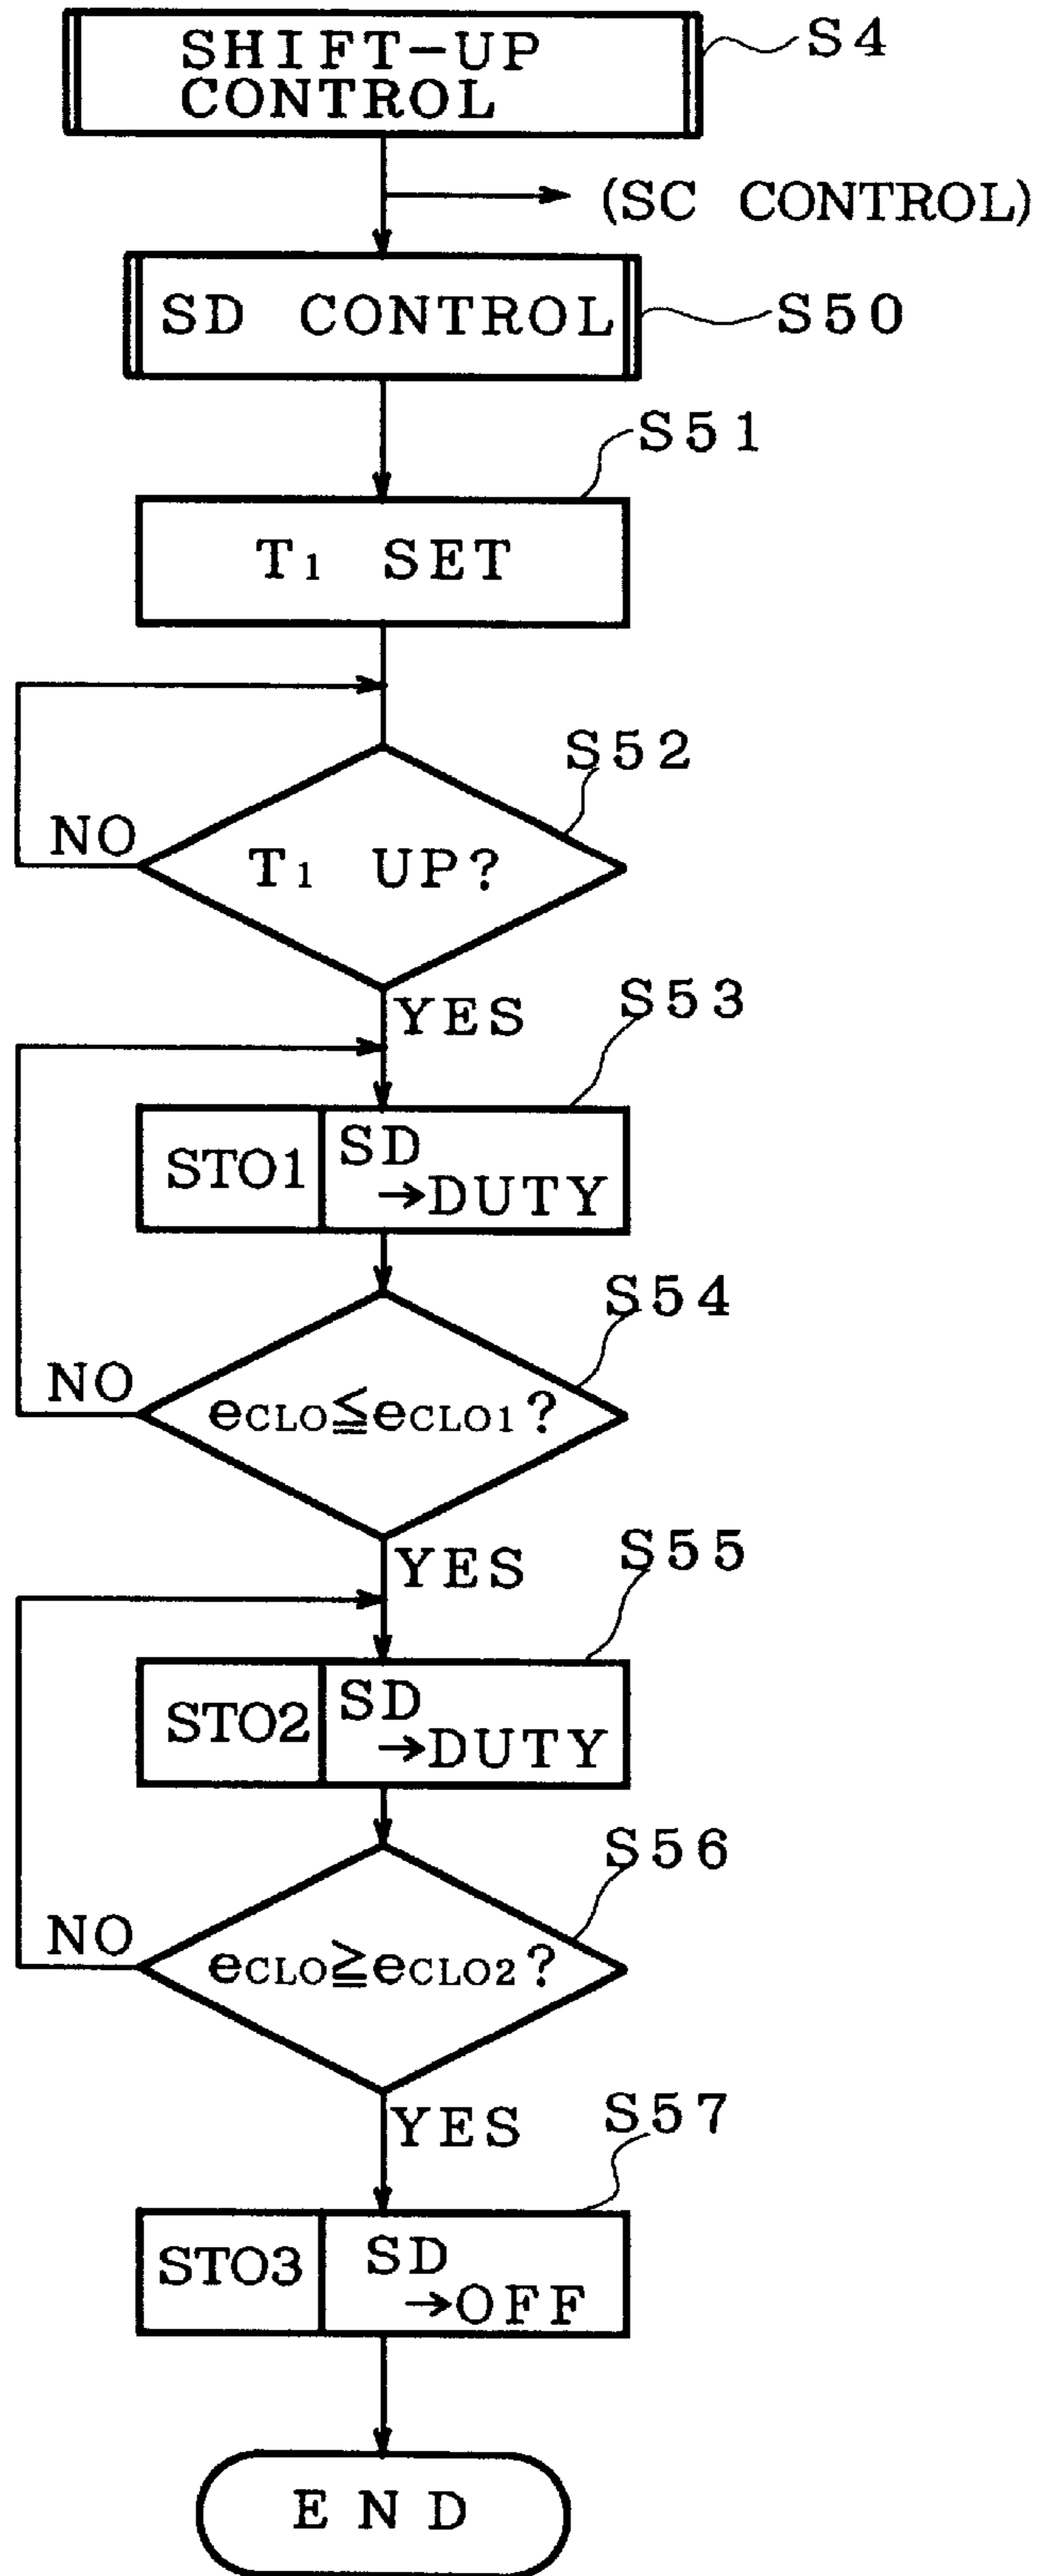 SHIFT-UP
CONTROL
S4
(SC CONTROL)
SD CONTROL
S50
S51
T1 SET
S52
NO
T1 UP?
YES
S53
STO1
SD
→DUTY
S54
NO
eCLO≦eCLO1?
YES
S55
STO2
SD
→DUTY
S56
NO
eCLO≧eCLO2?
YES
S57
STO3
SD
→OFF
END